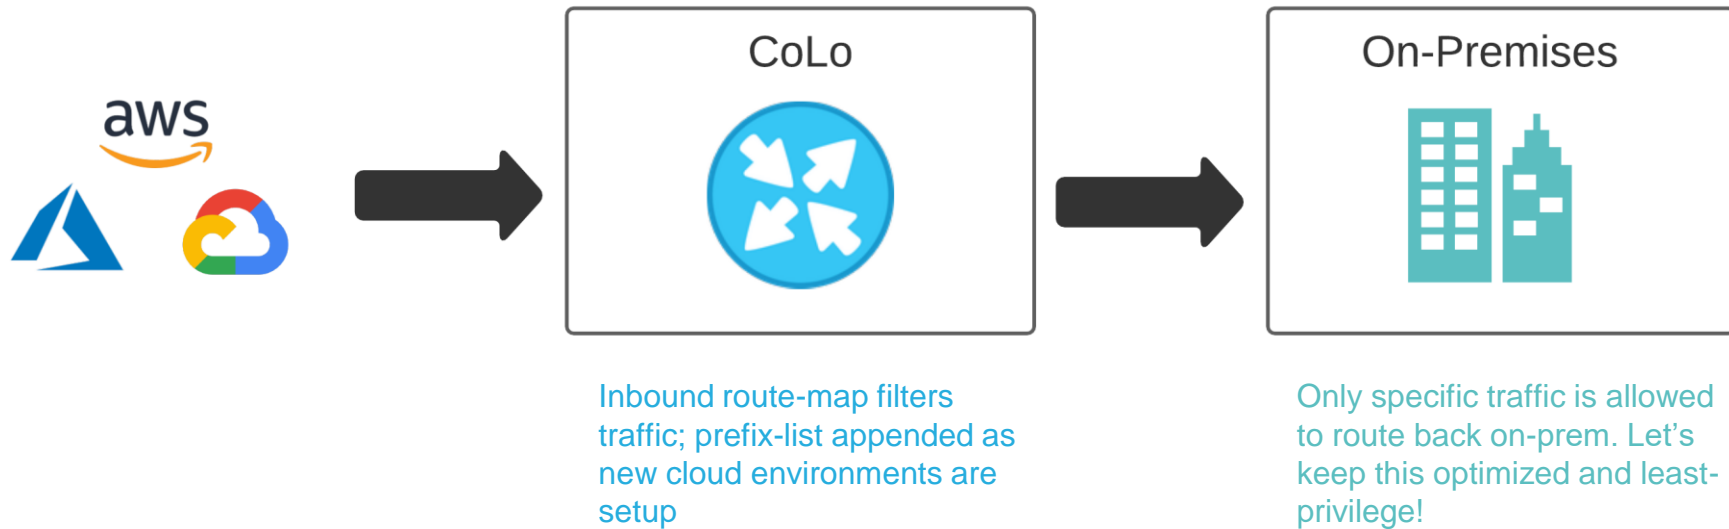 CoLo
On-Premises
aws
Inbound route-map filters
traffic; prefix-list appended as
new cloud environments are
setup
Only specific traffic is allowed
to route back on-prem. Let’s
keep this optimized and least-
privilege!